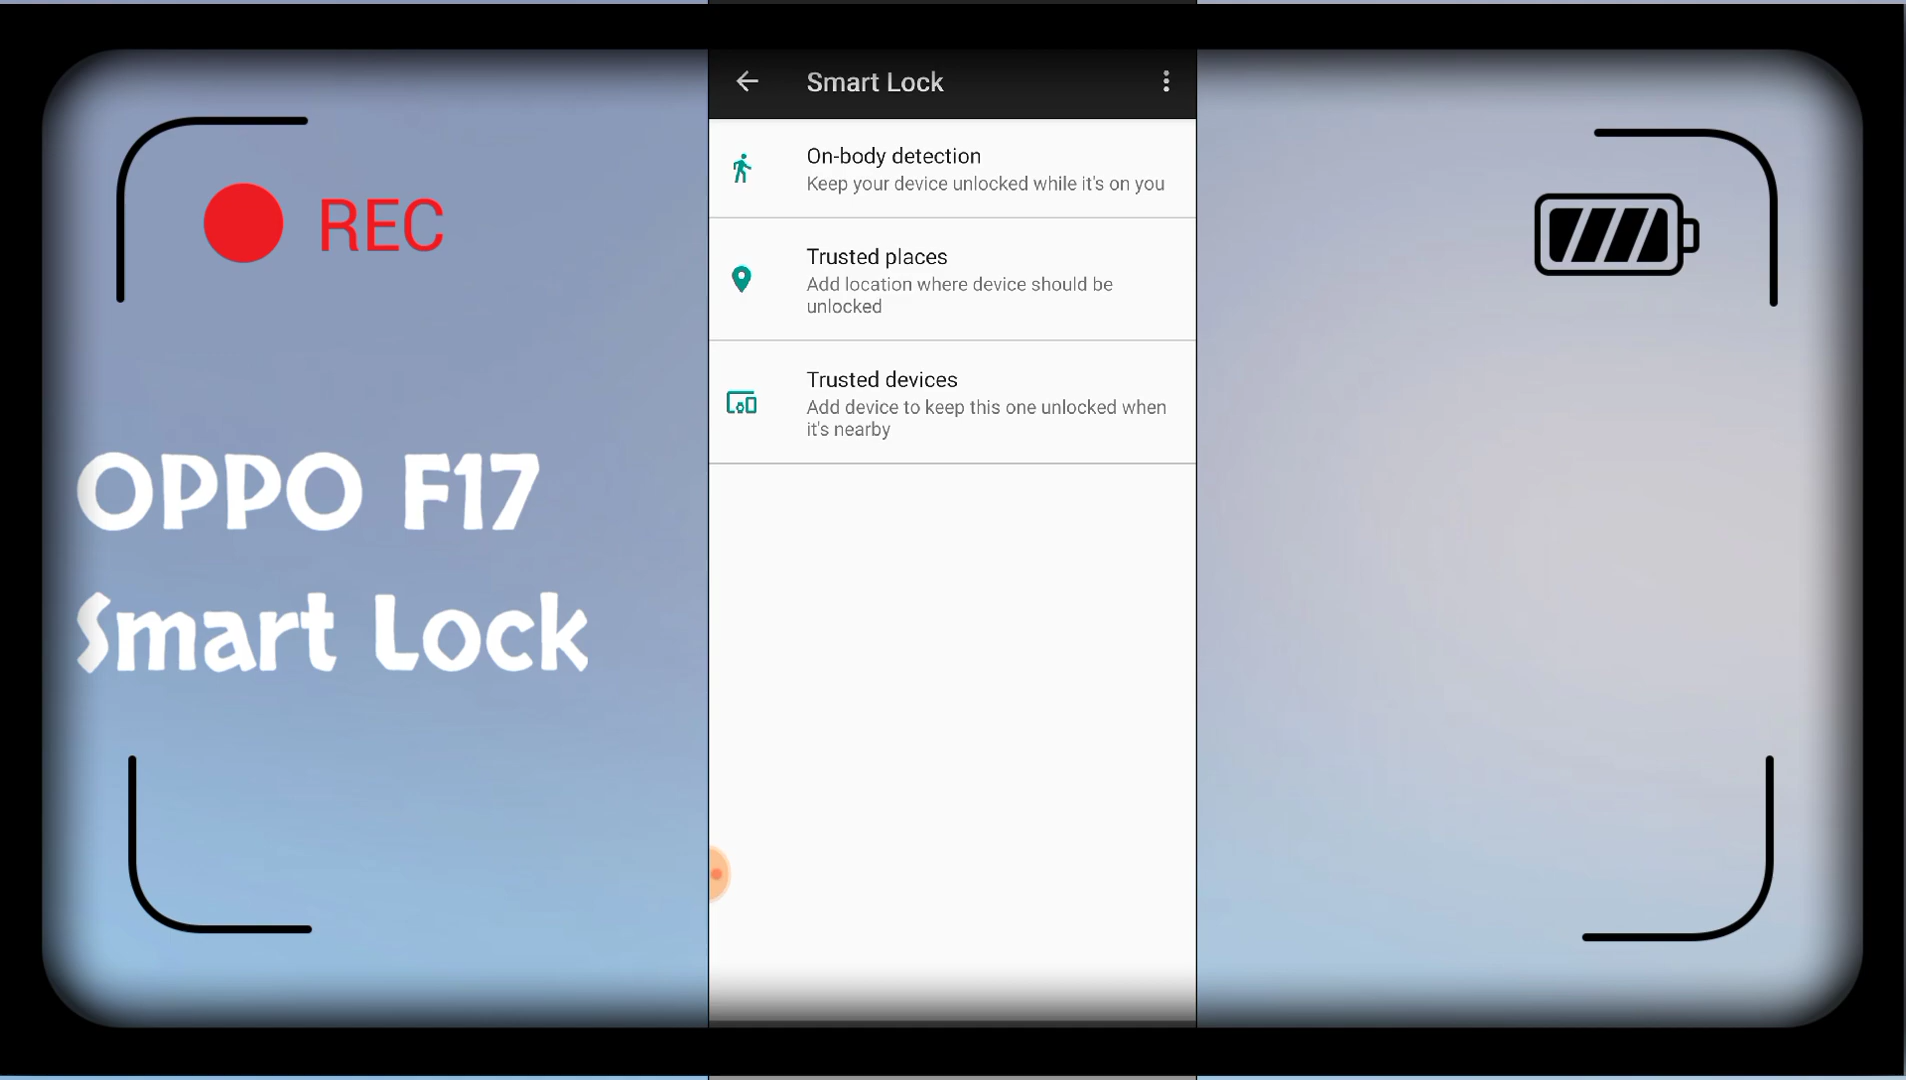 Smart Lock
On-body detection
Keep your device unlocked while it's on you
Trusted places
Add location where device should be
unlocked
Trusted devices
Add device to keep this one unlocked when
it's nearby
REC
OPPO F17
Smart Lock